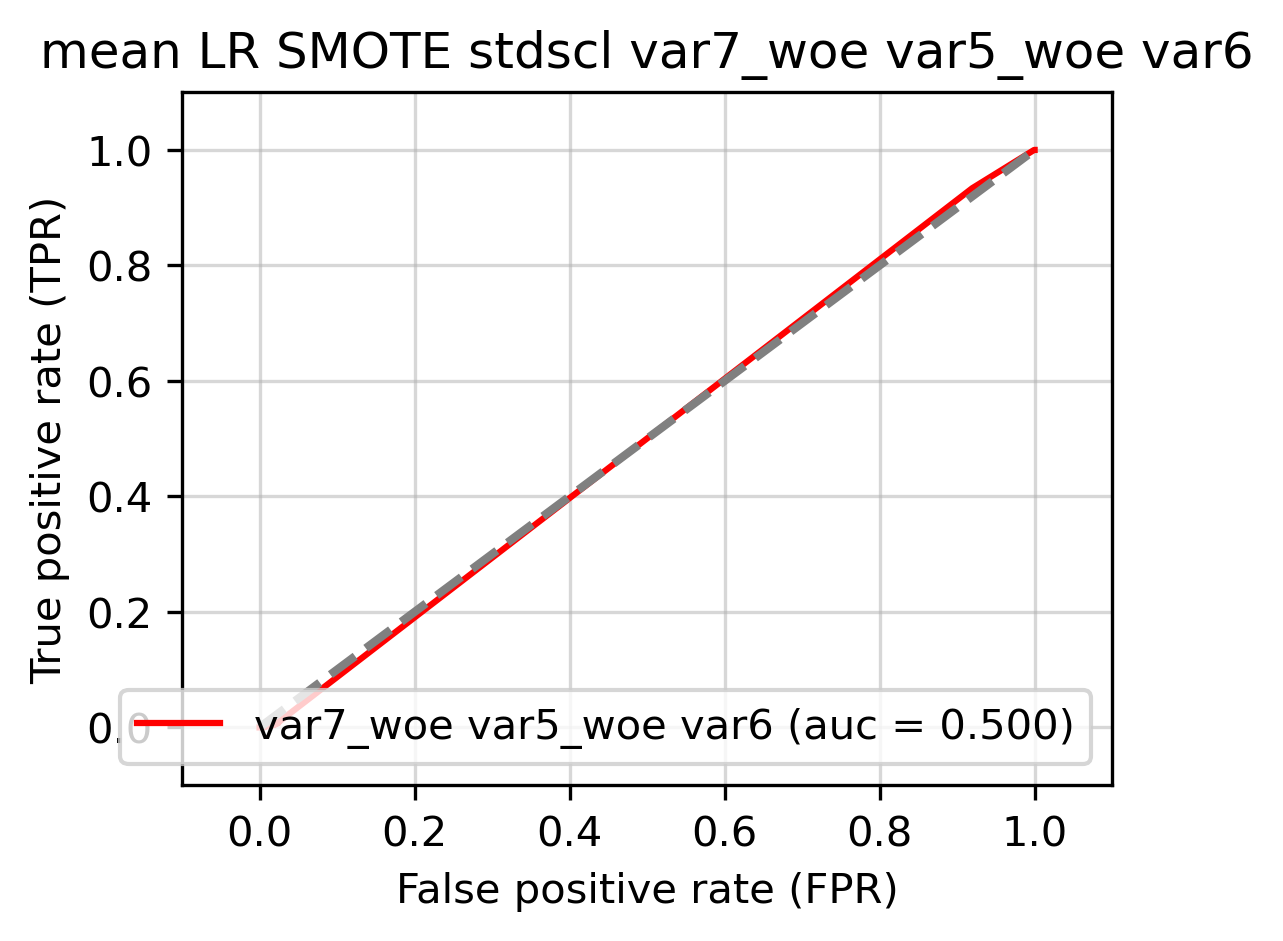 mean LR SMOTE stdscl var7_woe var5_woe var6
True positive rate (TPR)
1.0
0.8
0.6
0.4
0.2
0.0
var7_woe var5_woe var6 (auc = 0.500)
0.0 0.2 0.4 0.6 0.8 1.0
False positive rate (FPR)